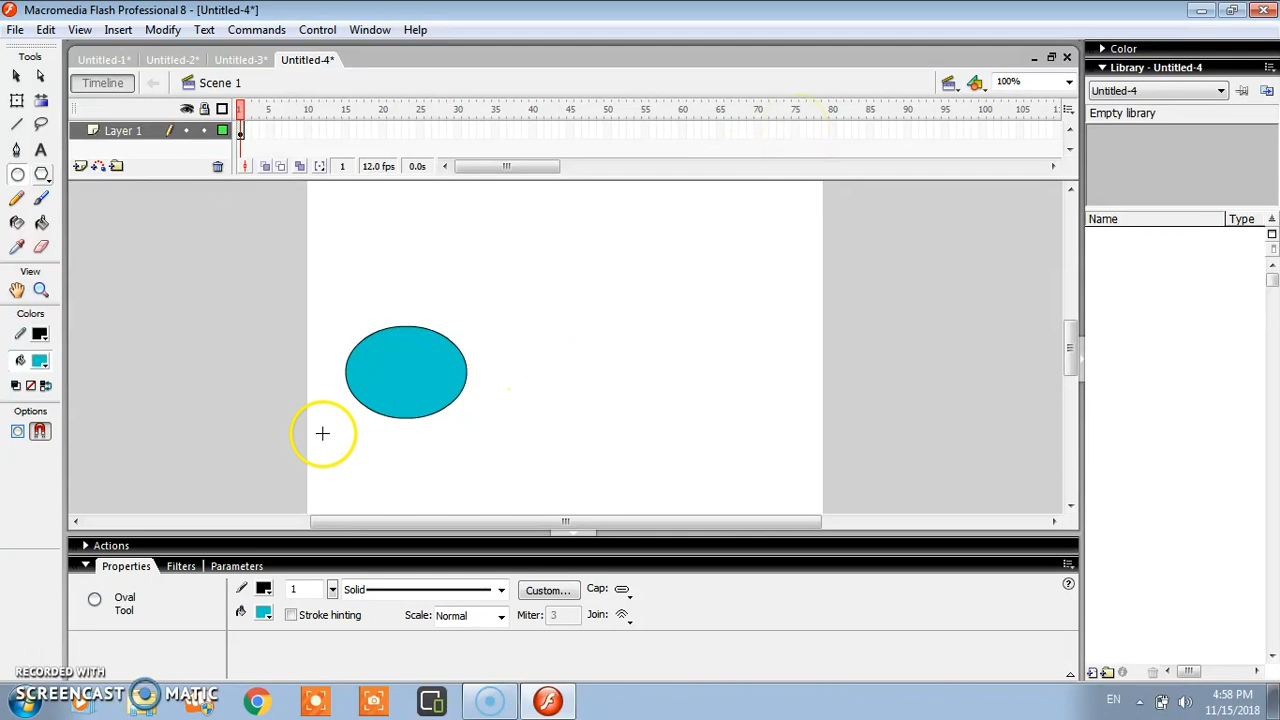 Macromedia Flash Professional 8 - [Untitled-4*]
File Edit View Insert Modify Text Commands Control Window Help
Tools
Untitled-1* Untitled-2* Untitled-3* Untitled-4*
Timeline Scene 1 100%
1 5 10 15 20 25 30 35 40 45 50 55 60 65 70 75 80 85 90 95 100 105
Layer 1
1 12.0 fps 0.0s
View
Colors
Options
Color
Library - Untitled-4
Untitled-4
Empty library
Name Type
Actions
Properties Filters Parameters
Oval
Tool
1 Solid Custom... Cap:
Stroke hinting Scale: Normal Miter: 3 Join:
RECORDED WITH
SCREENCAST MATIC
EN
4:58 PM
11/15/2018